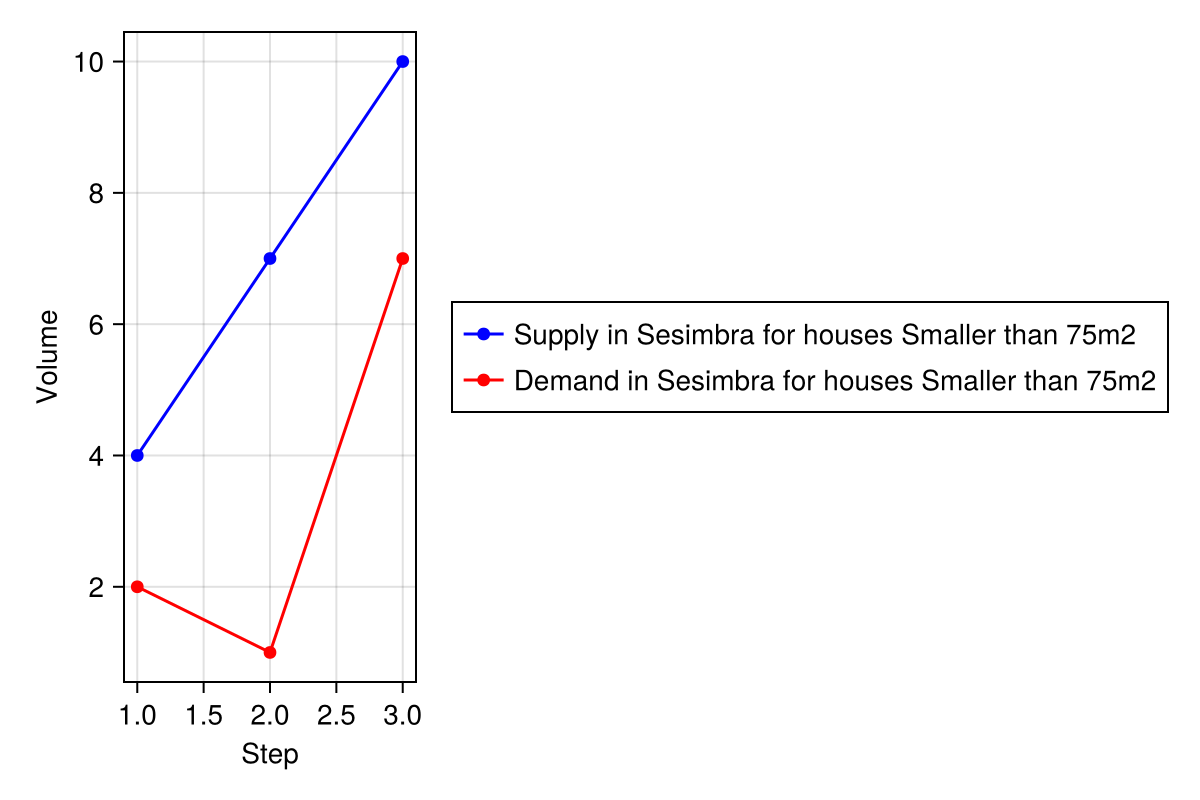 10
8
6
4
2
Volume
1.0 1.5 2.0 2.5 3.0
Step
Supply in Sesimbra for houses Smaller than 75m2
Demand in Sesimbra for houses Smaller than 75m2